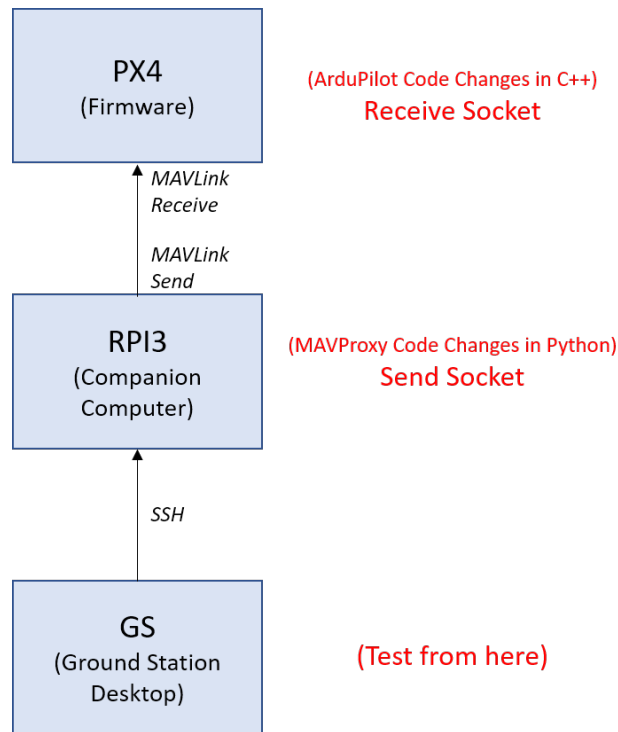 PX4
(Firmware)
(ArduPilot Code Changes in C++)
Receive Socket
MAVLink
Receive
MAVLink
Send
RPI3
(Companion
Computer)
(MAVProxy Code Changes in Python)
Send Socket
SSH
GS
(Ground Station
Desktop)
(Test from here)